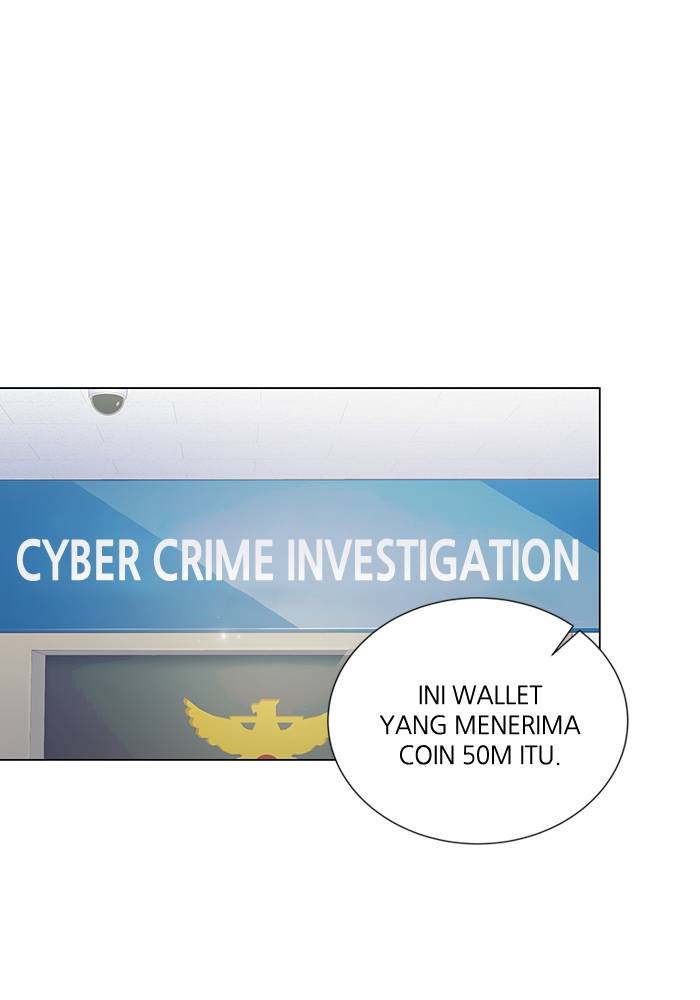 CYBER CRIME INVESTIGATION
INI WALLET
YANG MENERIMA
COIN 50M ITU.